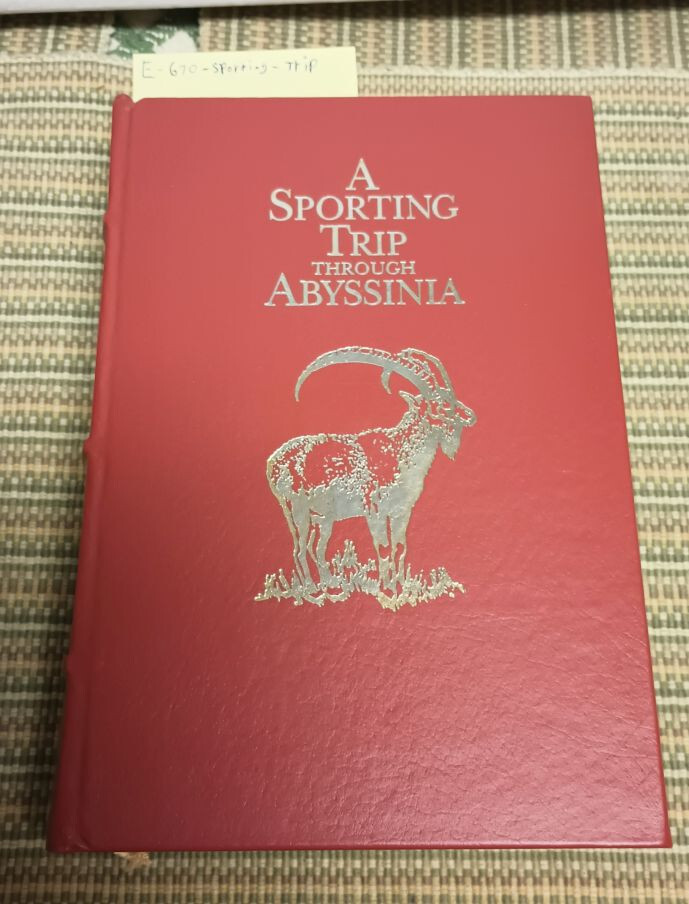 E-670-Sporting-Trip
A
SPORTING
TRIP
THROUGH
ABYSSINIA